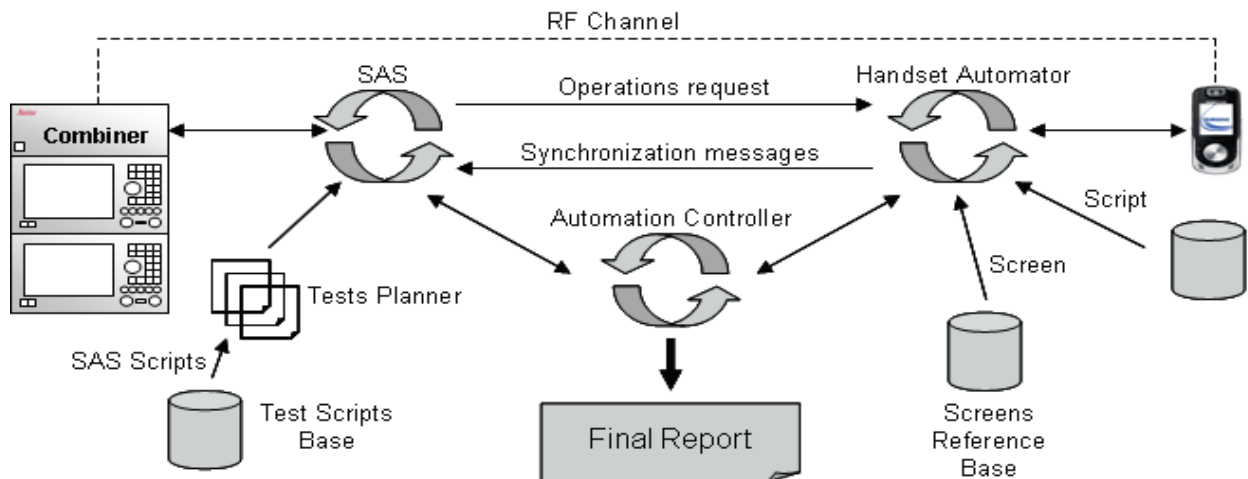 RF Channel
SAS
Handset Automator
Operations request
Combiner
Synchronization messages
Script
Automation Controller
Screen
Tests Planner
SAS Scripts
Test Scripts
Base
Final Report
Screens
Reference
Base